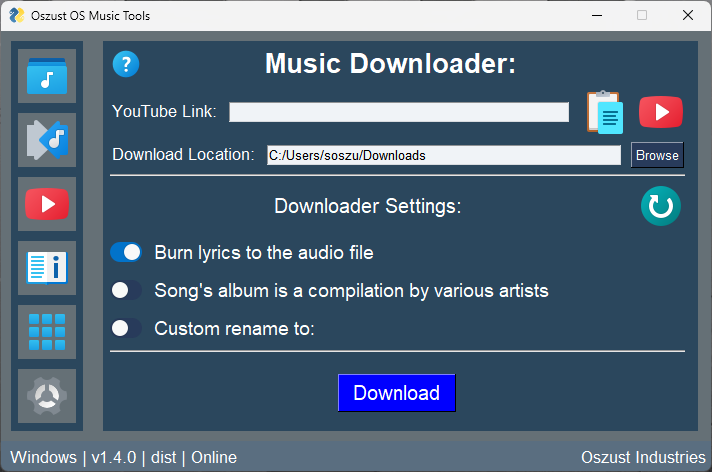 Oszust OS Music Tools
?
Music Downloader:
YouTube Link:
Download Location: C:/Users/soszu/Downloads Browse
Downloader Settings:
Burn lyrics to the audio file
Song's album is a compilation by various artists
i
Custom rename to:
Download
Windows | v1.4.0 | dist | Online Oszust Industries